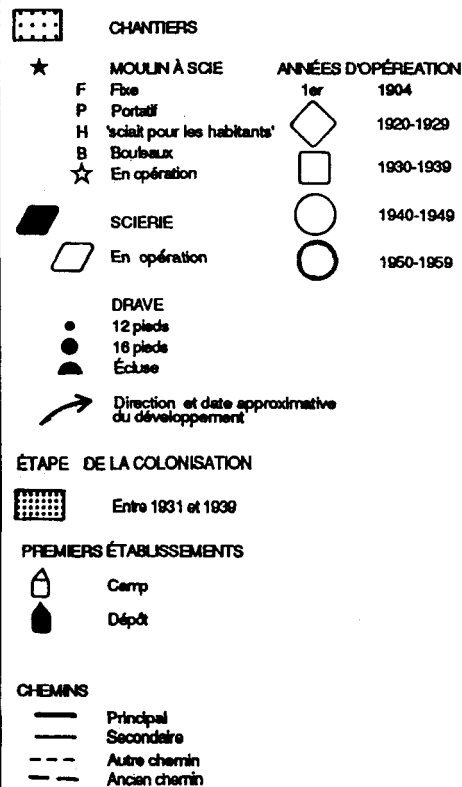 CHANTIERS
MOULIN À SCIE ANNÉES D'OPÉREATION
F Fixe 1er 1904
P Portatif
H 'sciait pour les habitants' 1920-1929
B Bouleaux
En opération 1930-1939
SCIERIE 1940-1949
En opération 1950-1959
DRAVE
12 pieds
16 pieds
Écluse
Direction et date approximative
du développement
ÉTAPE DE LA COLONISATION
Entre 1931 et 1939
PREMIERS ÉTABLISSEMENTS
Camp
Dépôt
CHEMINS
Principal
Secondaire
Autre chemin
Ancien chemin